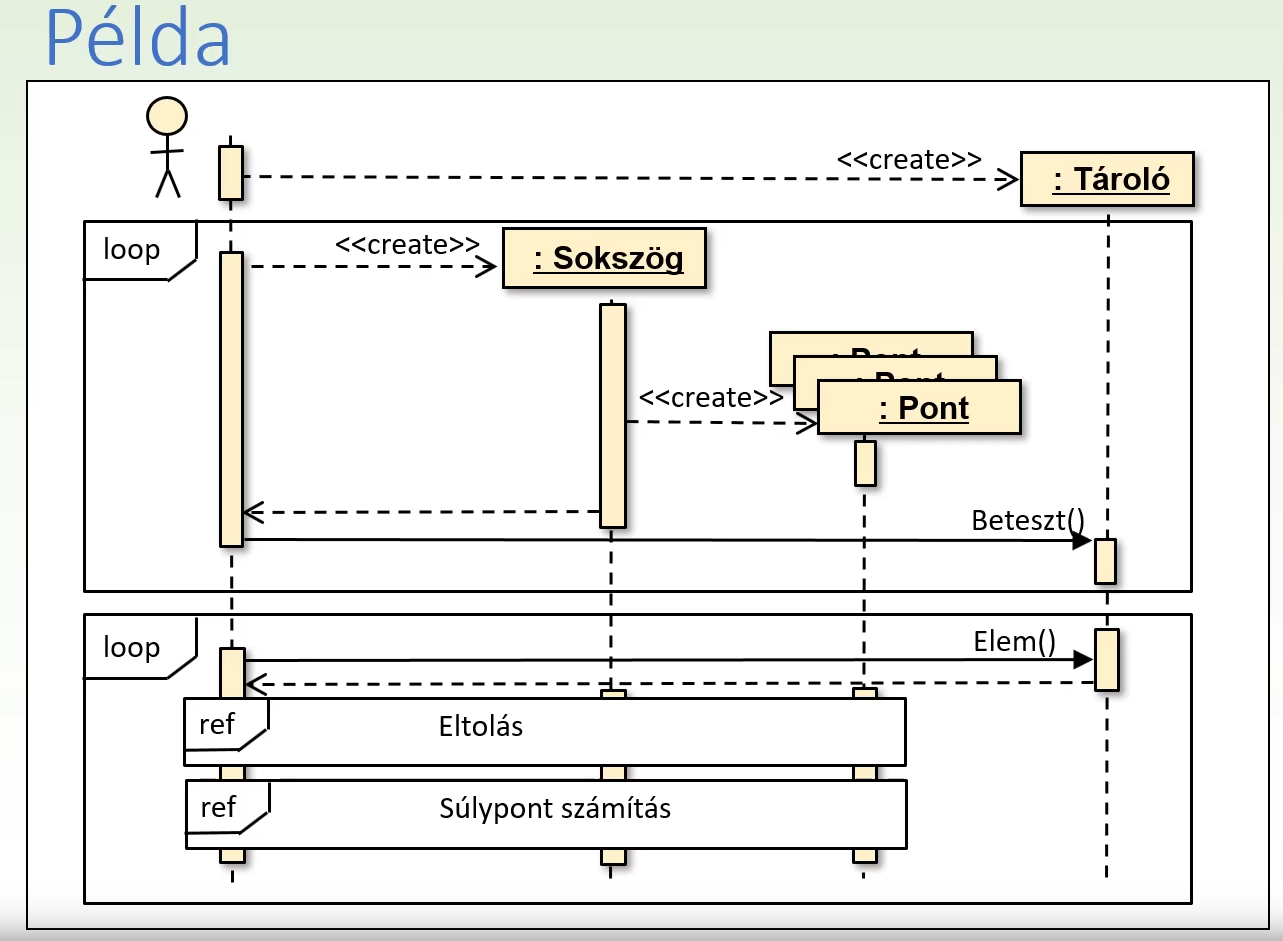 Példa
<<create>>
: Tároló
loop
<<create>>
: Sokszög
: Pont
: Pont
<<create>>
: Pont
Beteszt()
loop
Elem()
ref
Eltolás
ref
Súlypont számítás